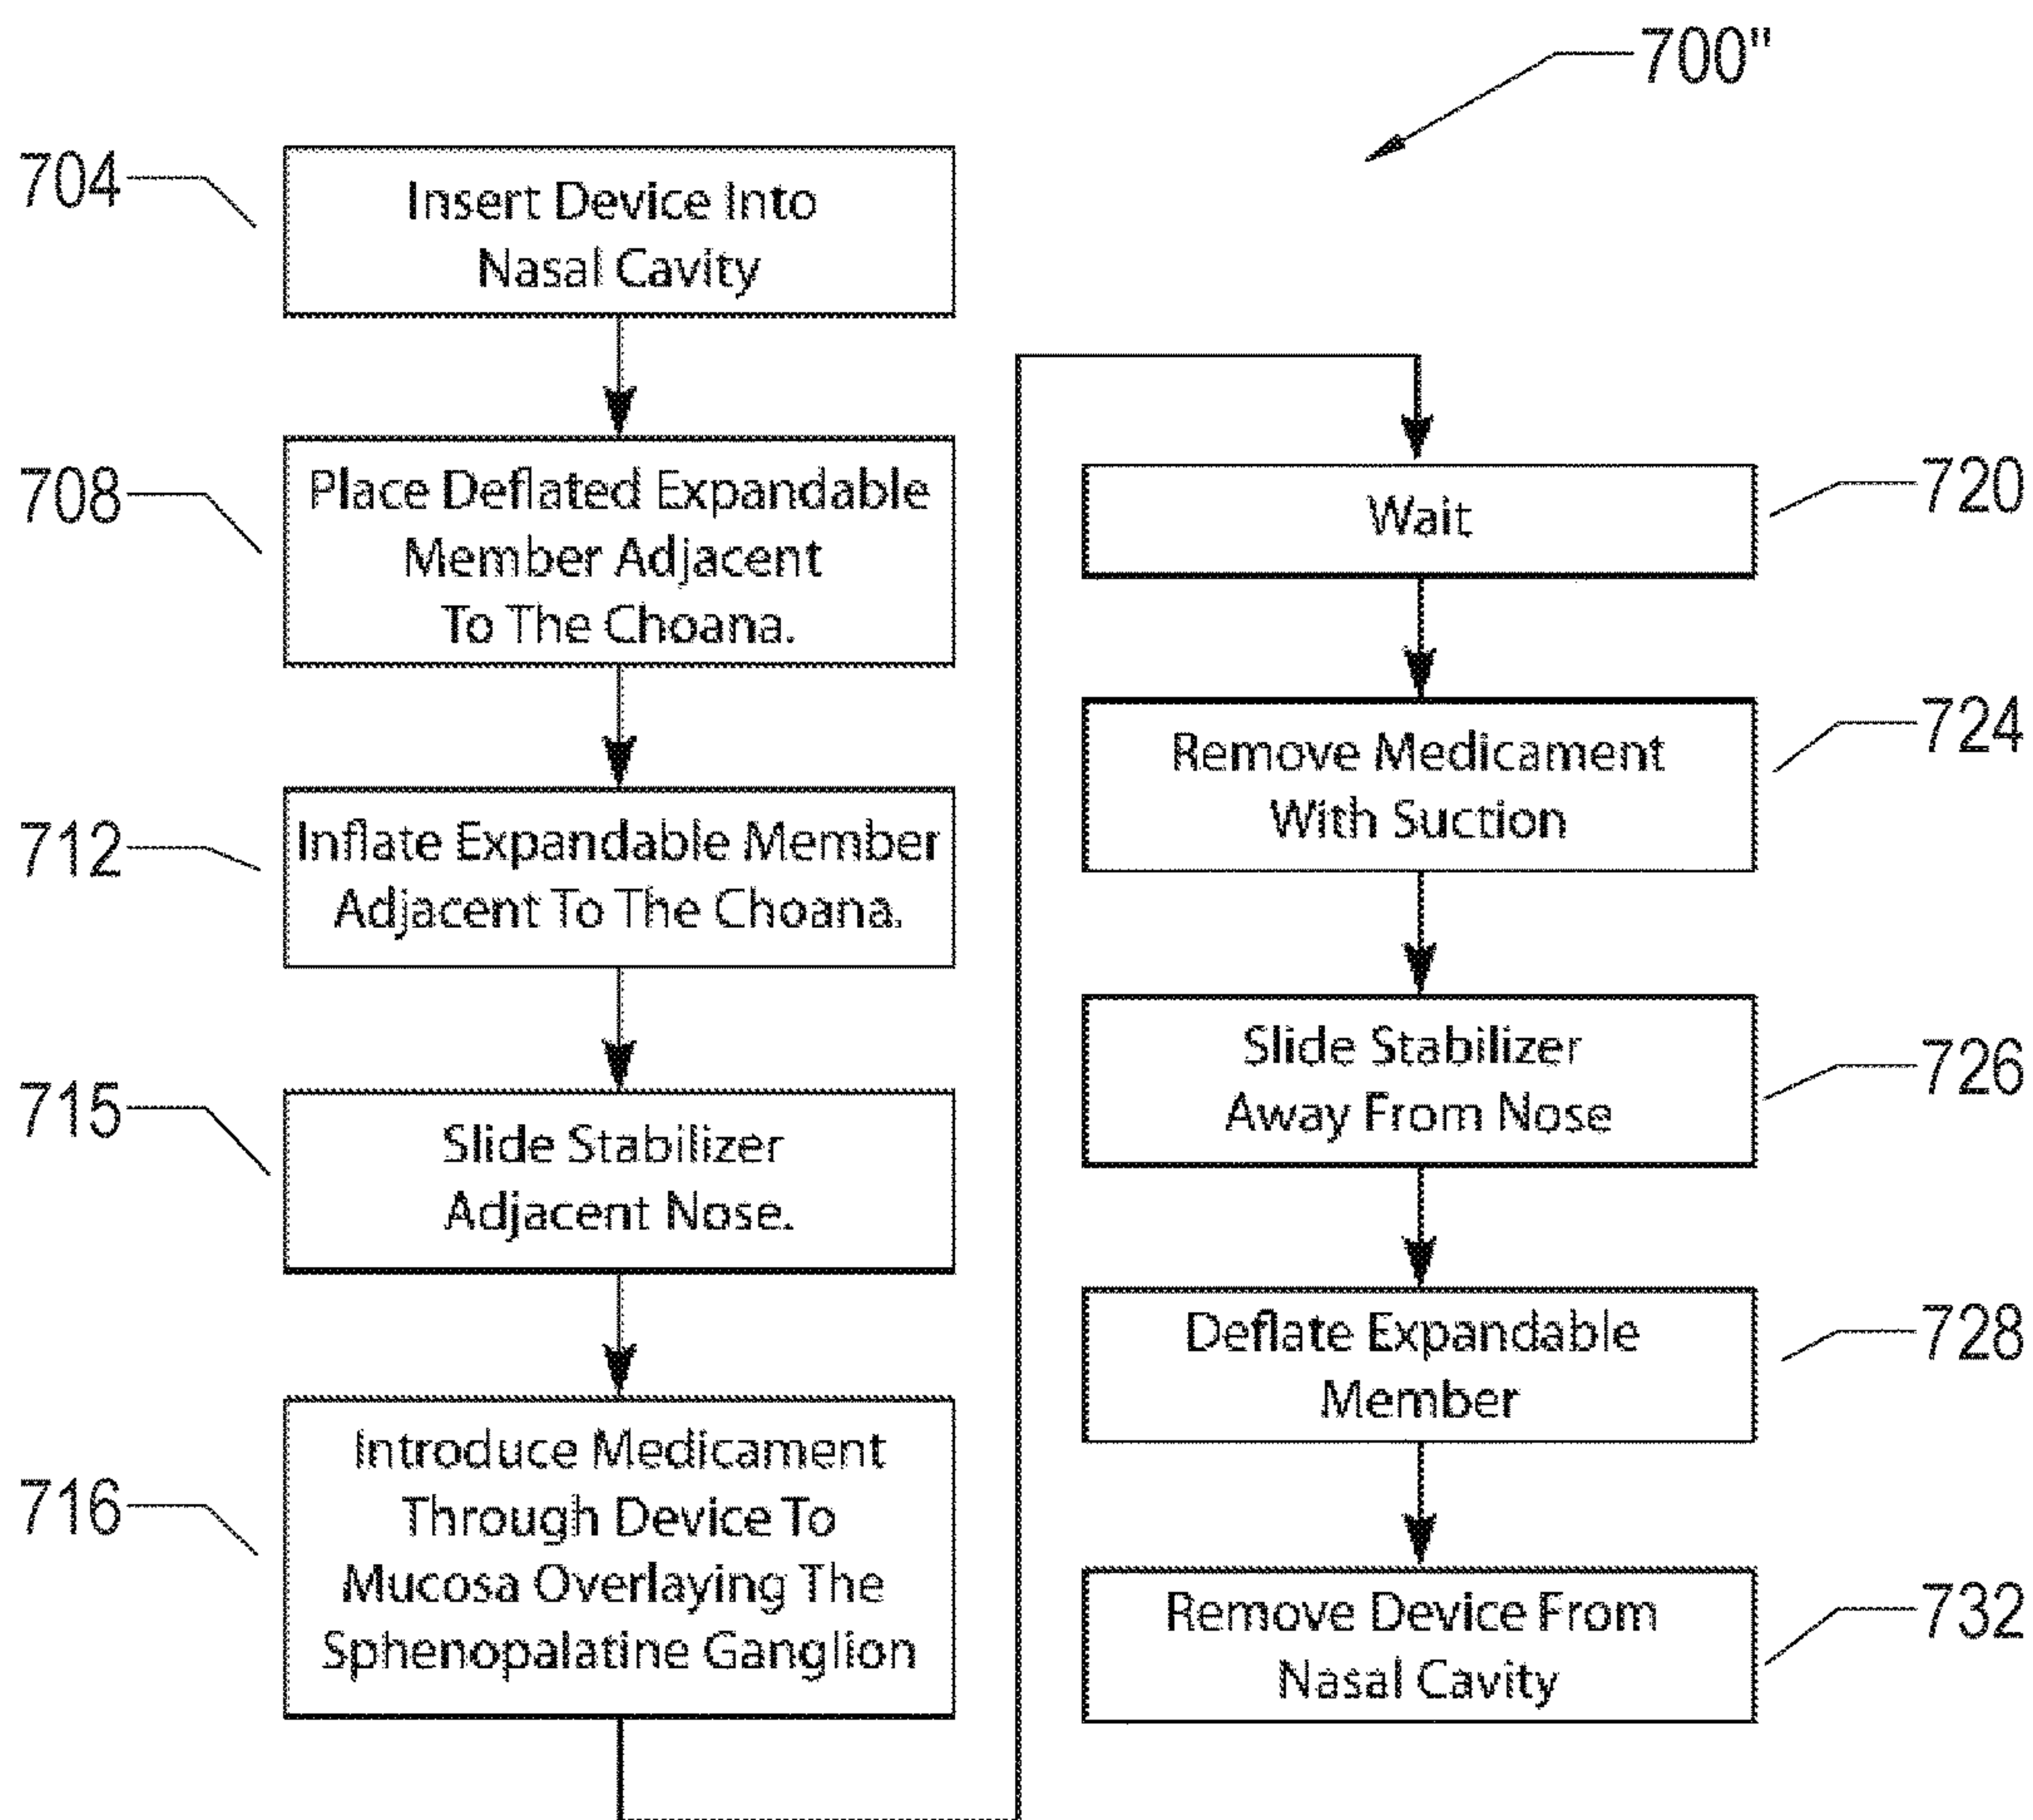 700"
704
Insert Device Into
Nasal Cavity
708
Place Deflated Expandable
Member Adjacent
To The Choana.
712
Inflate Expandable Member
Adjacent To The Choana.
715
Slide Stabilizer
Adjacent Nose.
716
Introduce Medicament
Through Device To
Mucosa Overlaying The
Sphenopalatine Ganglion
Wait
720
Remove Medicament
With Suction
724
Slide Stabilizer
Away From Nose
726
Deflate Expandable
Member
728
Remove Device From
Nasal Cavity
732